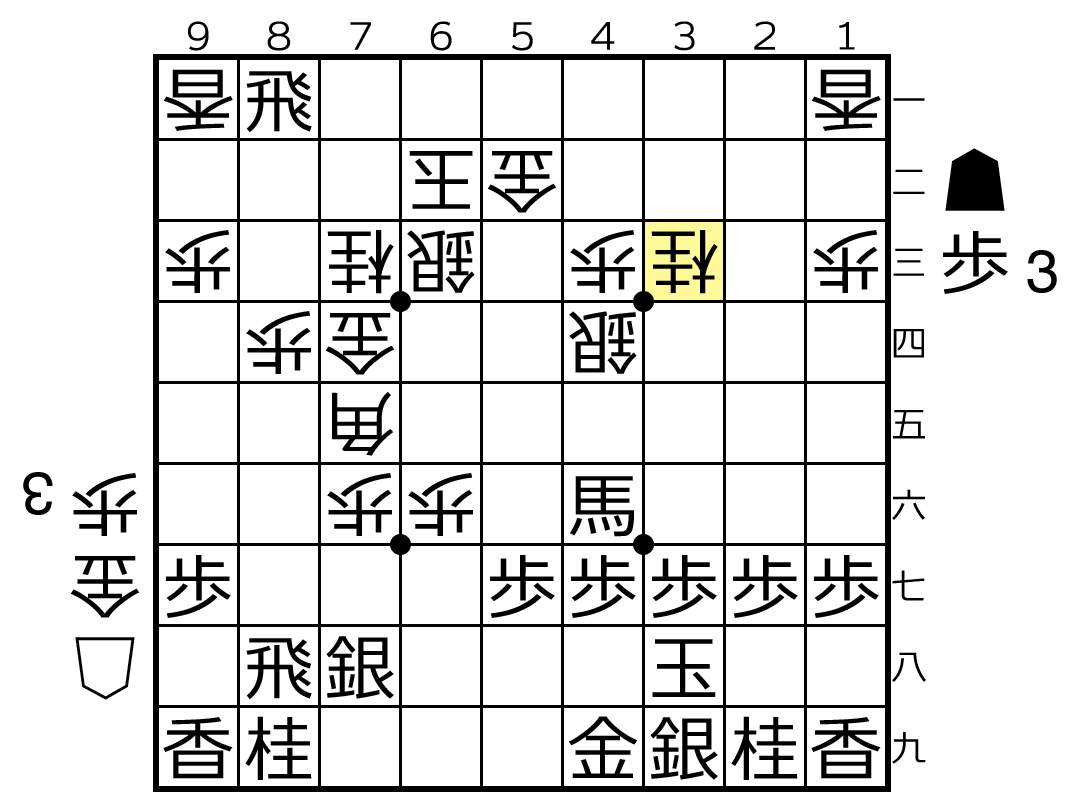 9 8 7 6 5 4 3 2 1
香 飛 香 一
王 金 二
歩 桂 銀 歩 桂 歩 三
歩 3
歩 金 銀 四
角 五
歩 3
歩 歩 馬 六
金
歩 歩 歩 歩 歩 歩 七
飛 銀 玉 八
香 桂 金 銀 桂 香 九